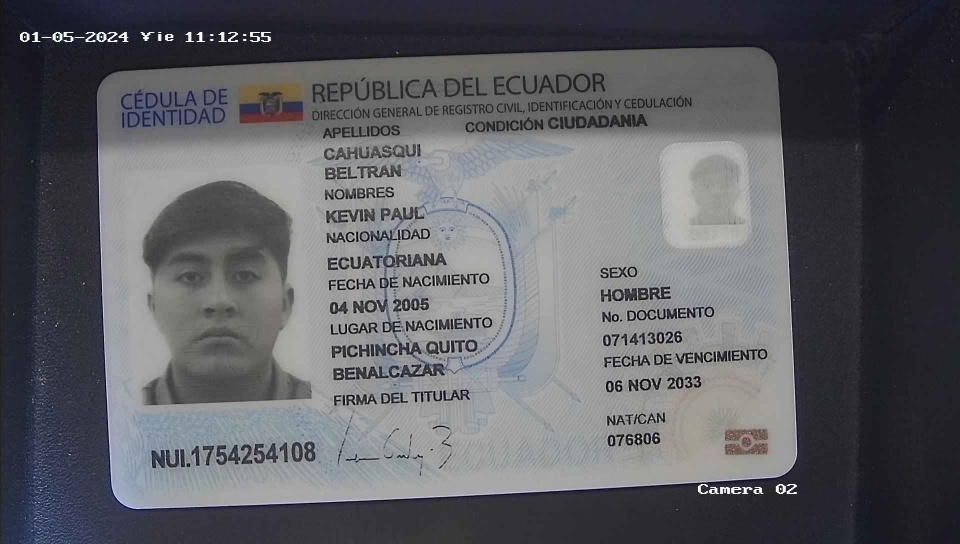 01-05-2024 Vie 11:12:55
CÉDULA DE
IDENTIDAD
REPÚBLICA DEL ECUADOR
DIRECCIÓN GENERAL DE REGISTRO CIVIL, IDENTIFICACIÓN Y CEDULACIÓN
APELLIDOS
CONDICIÓN CIUDADANIA
CAHUASQUI
BELTRAN
NOMBRES
KEVIN PAUL
NACIONALIDAD
ECUATORIANA
FECHA DE NACIMIENTO
04 NOV 2005
LUGAR DE NACIMIENTO
PICHINCHA QUITO
BENALCAZAR
FIRMA DEL TITULAR
SEXO
HOMBRE
No. DOCUMENTO
071413026
FECHA DE VENCIMIENTO
06 NOV 2033
NAT/CAN
076806
NUI.1754254108
Camera 02